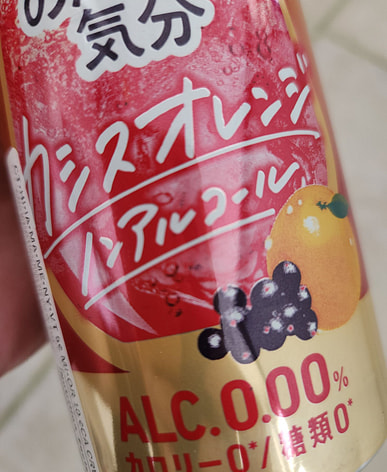 気分
カシスオレンジ
ノンアルコール
ALC.0.00%
カロリー0*/糖類0*